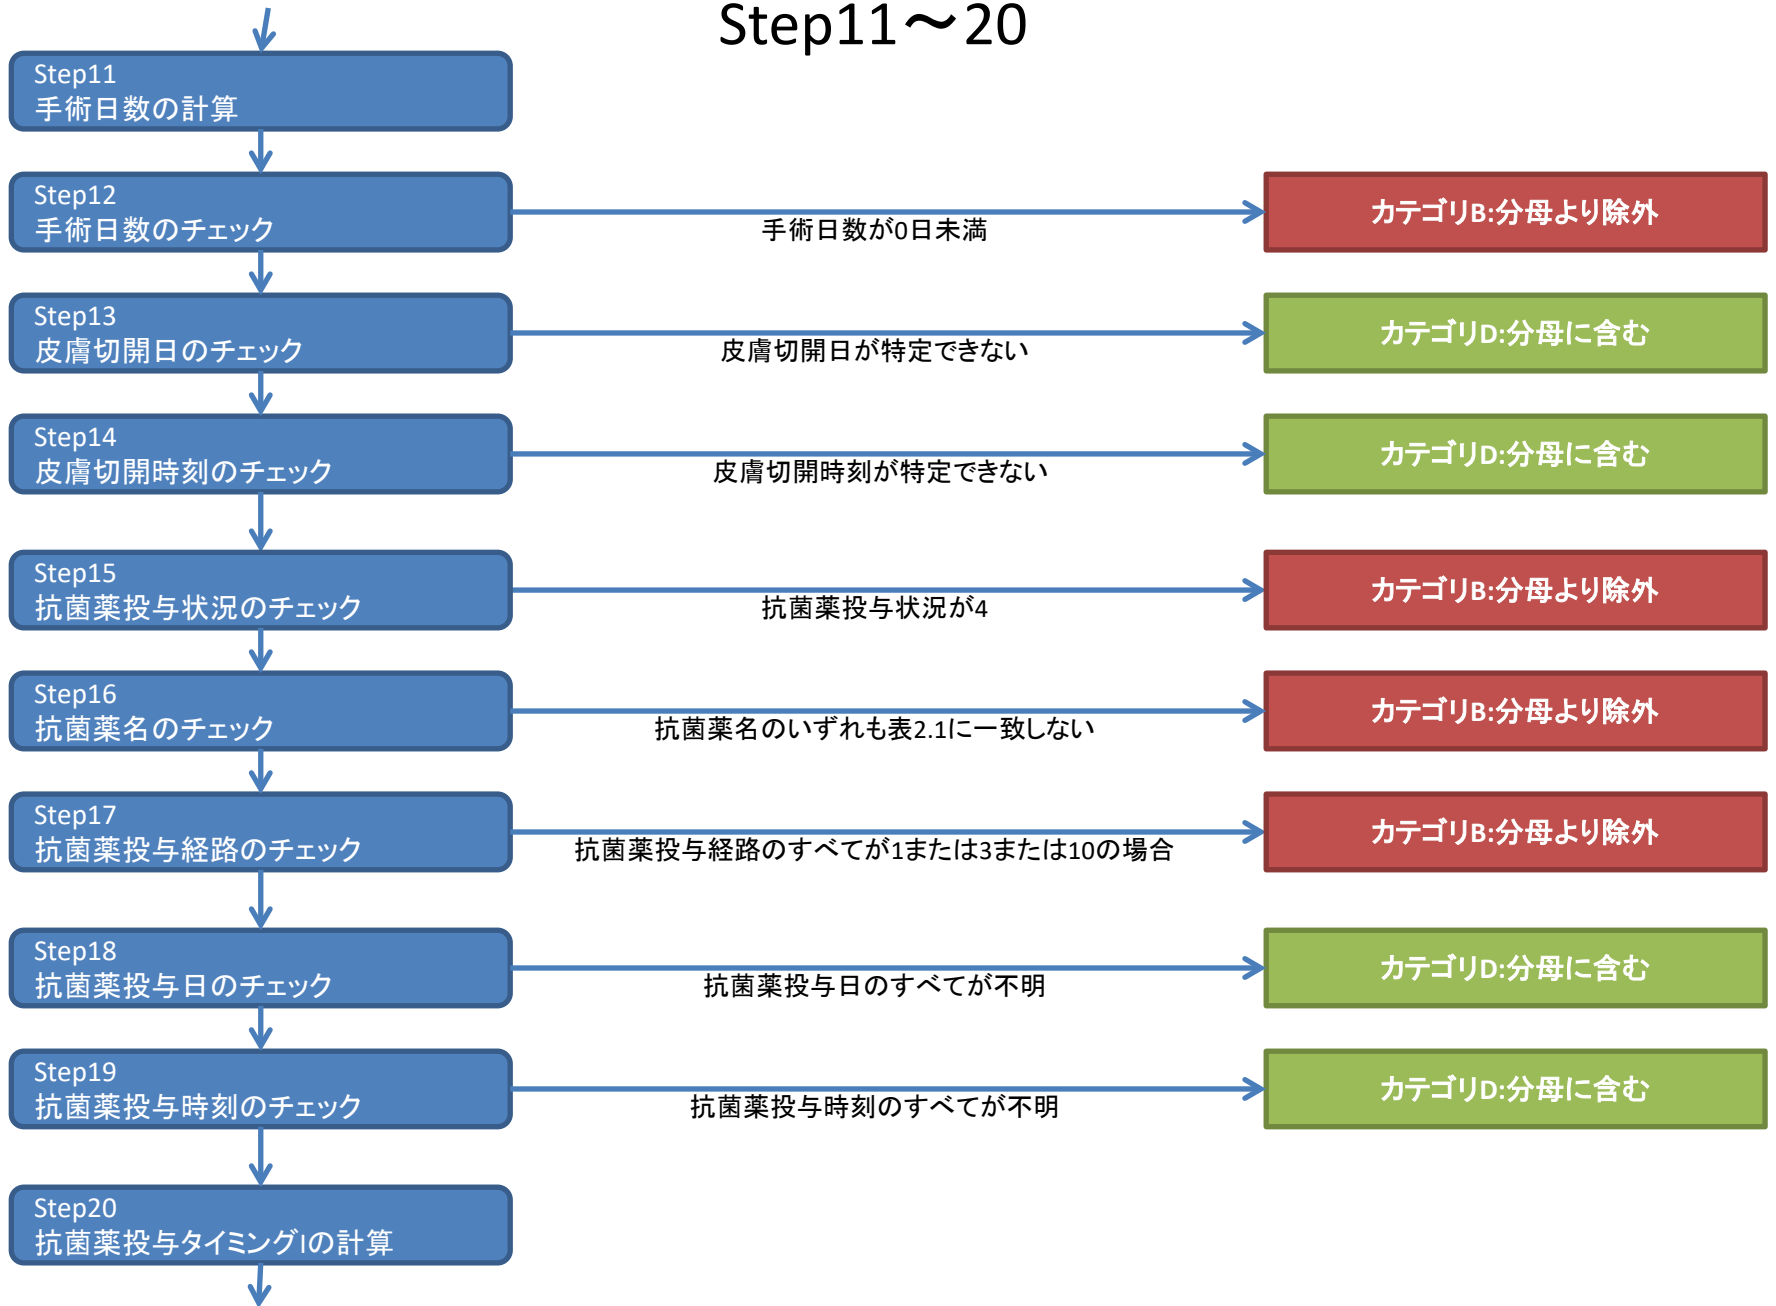 Step11～20
Step11
手術日数の計算
Step12
手術日数のチェック
手術日数が0日未満
カテゴリB:分母より除外
Step13
皮膚切開日のチェック
皮膚切開日が特定できない
カテゴリD:分母に含む
Step14
皮膚切開時刻のチェック
皮膚切開時刻が特定できない
カテゴリD:分母に含む
Step15
抗菌薬投与状況のチェック
抗菌薬投与状況が4
カテゴリB:分母より除外
Step16
抗菌薬名のチェック
抗菌薬名のいずれも表2.1に一致しない
カテゴリB:分母より除外
Step17
抗菌薬投与経路のチェック
抗菌薬投与経路のすべてが1または3または10の場合
カテゴリB:分母より除外
Step18
抗菌薬投与日のチェック
抗菌薬投与日のすべてが不明
カテゴリD:分母に含む
Step19
抗菌薬投与時刻のチェック
抗菌薬投与時刻のすべてが不明
カテゴリD:分母に含む
Step20
抗菌薬投与タイミングIの計算